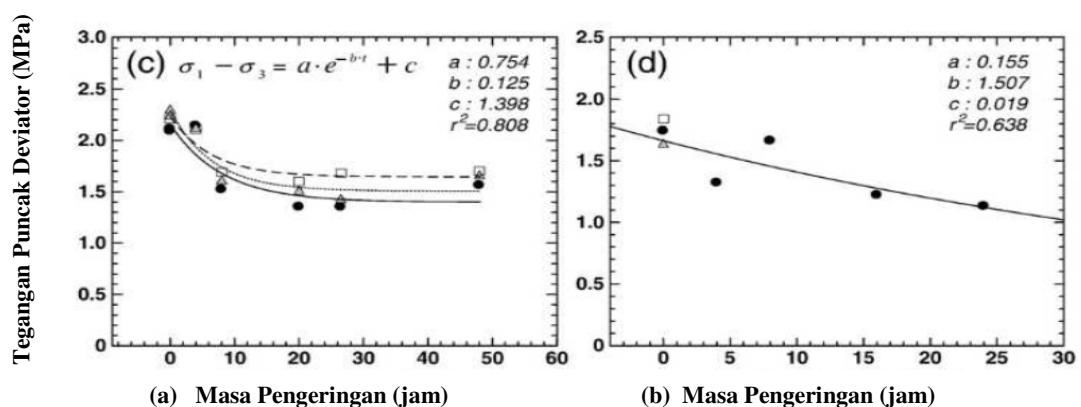 Tegangan Puncak Deviator (MPa)
3.0
2.5
2.0
1.5
1.0
0.5
0
(c) σ₁ − σ₃ = a·e^{-b·t} + c
a : 0.754
b : 0.125
c : 1.398
r²=0.808
0 10 20 30 40 50 60
2.5
2.0
1.5
1.0
0.5
0
(d)
a : 0.155
b : 1.507
c : 0.019
r²=0.638
0 5 10 15 20 25 30
(a) Masa Pengeringan (jam)
(b) Masa Pengeringan (jam)